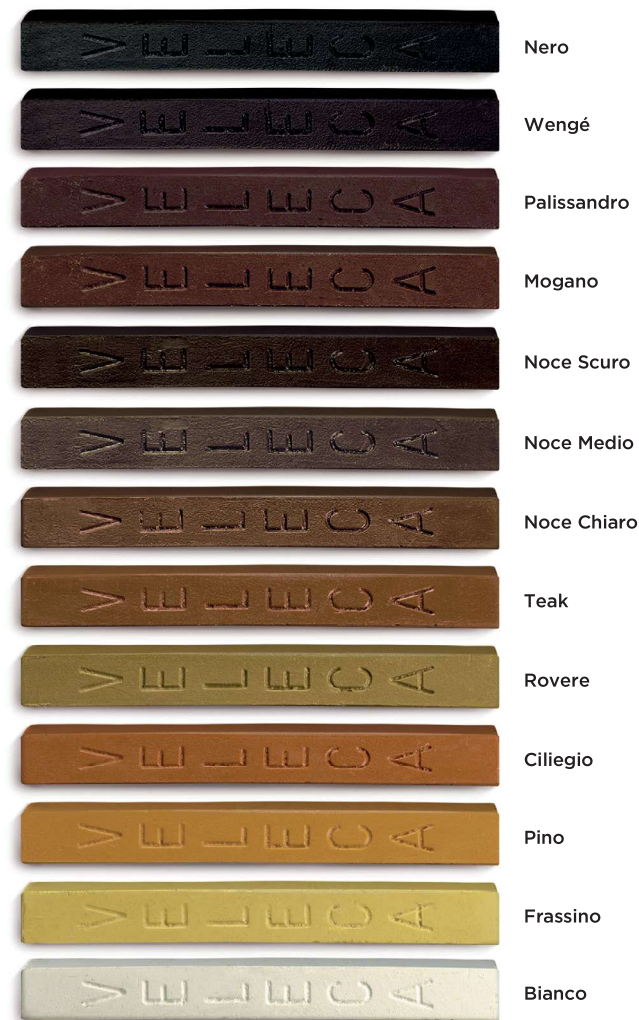 VELECA Nero
VELECA Wengé
VELECA Palissandro
VELECA Mogano
VELECA Noce Scuro
VELECA Noce Medio
VELECA Noce Chiaro
VELECA Teak
VELECA Rovere
VELECA Ciliegio
VELECA Pino
VELECA Frassino
VELECA Bianco